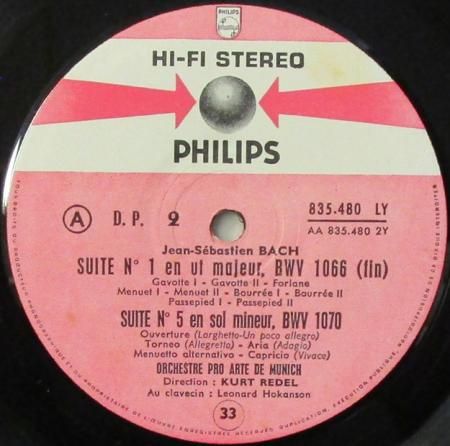 PHILIPS
HI-FI STEREO
PHILIPS
A D. P. 2 835.480 LY
AA 835.480 2Y
Jean-Sébastien BACH
SUITE N° 1 en ut majeur, BWV 1066 (fin)
Gavotte I - Gavotte II - Forlane
Menuet I - Menuet II - Bourrée I - Bourrée II
Passepied I - Passepied II
SUITE N° 5 en sol mineur, BWV 1070
Ouverture (Larghetto-Un poco allegro)
Torneo (Allegretto) - Aria (Adagio)
Menuetto alternativo - Capricio (Vivace)
ORCHESTRE PRO ARTE DE MUNICH
Direction : KURT REDEL
Au clavecin : Leonard Hokanson
33